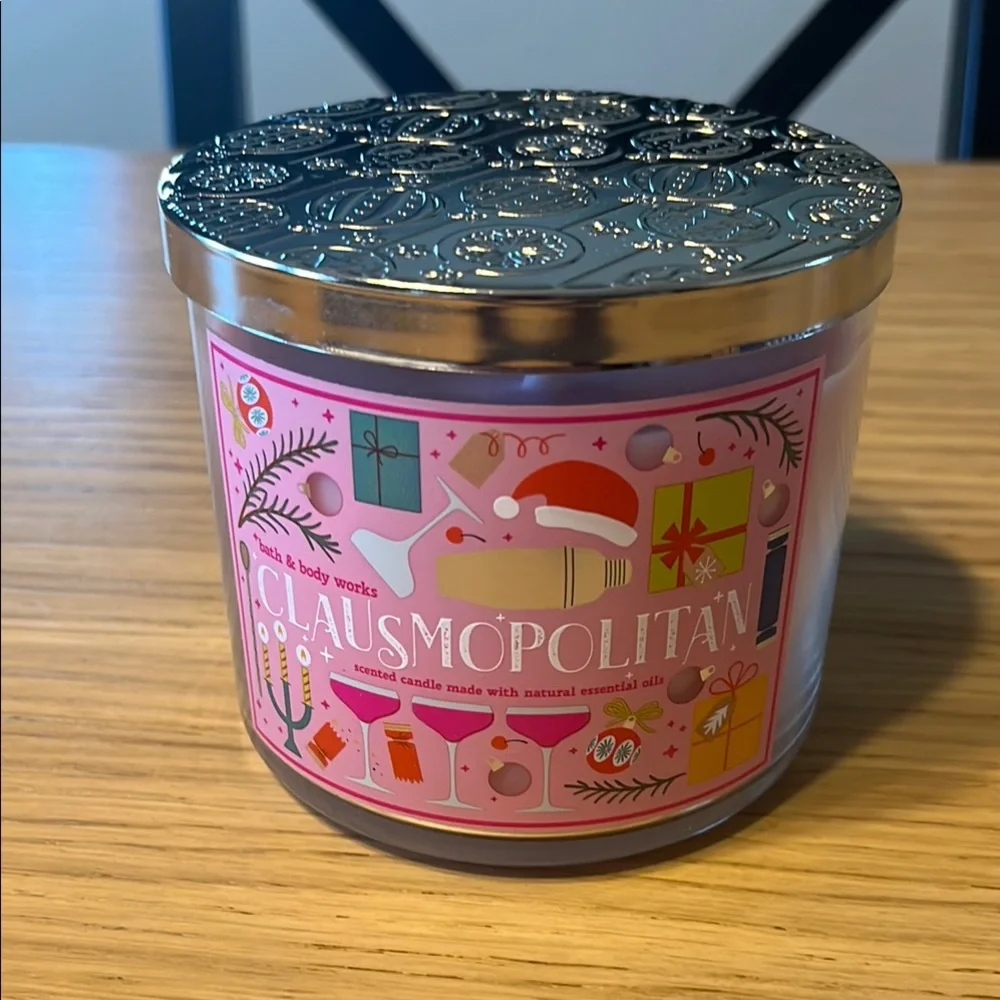 bath & body works
CLAUSMOPOLITAN
scented candle made with natural essential oils